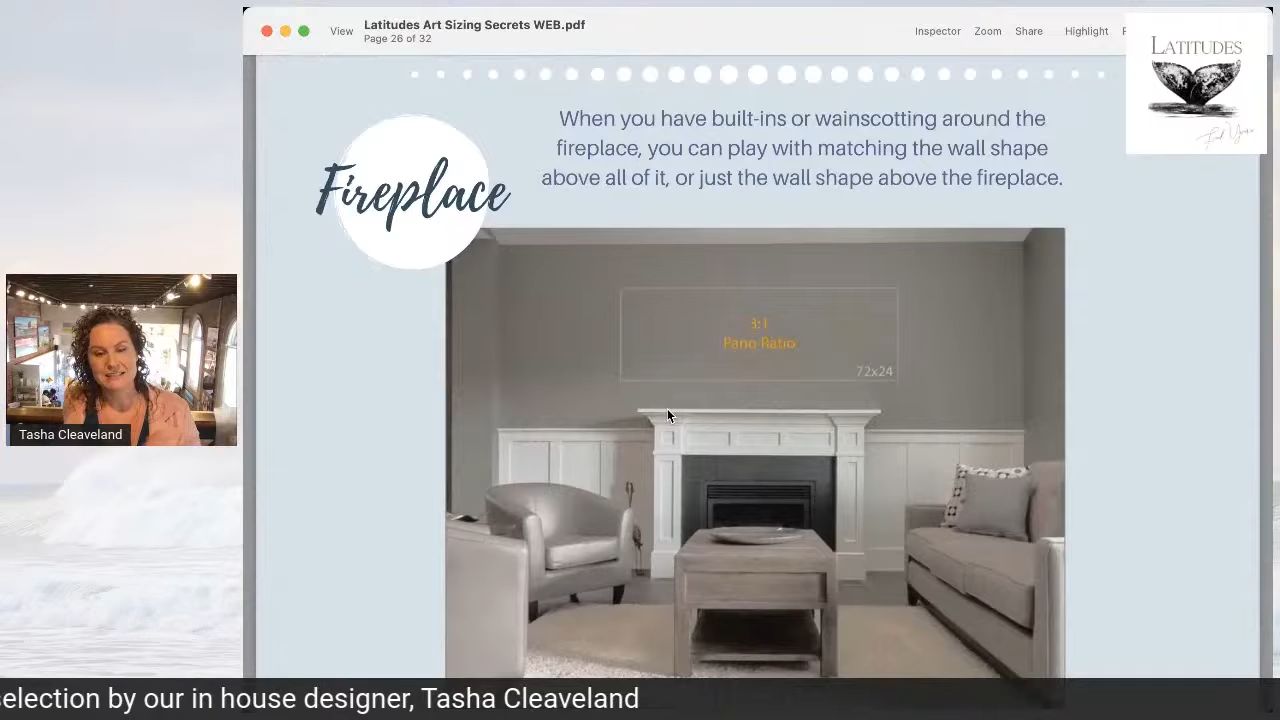 Latitudes Art Sizing Secrets WEB.pdf
View
Page 26 of 32
Inspector
Zoom
Share
Highlight
LATITUDES
When you have built-ins or wainscotting around the
fireplace, you can play with matching the wall shape
above all of it, or just the wall shape above the fireplace.
Fireplace
3:1
Pano Ratio
72x24
Tasha Cleaveland
selection by our in house designer, Tasha Cleaveland